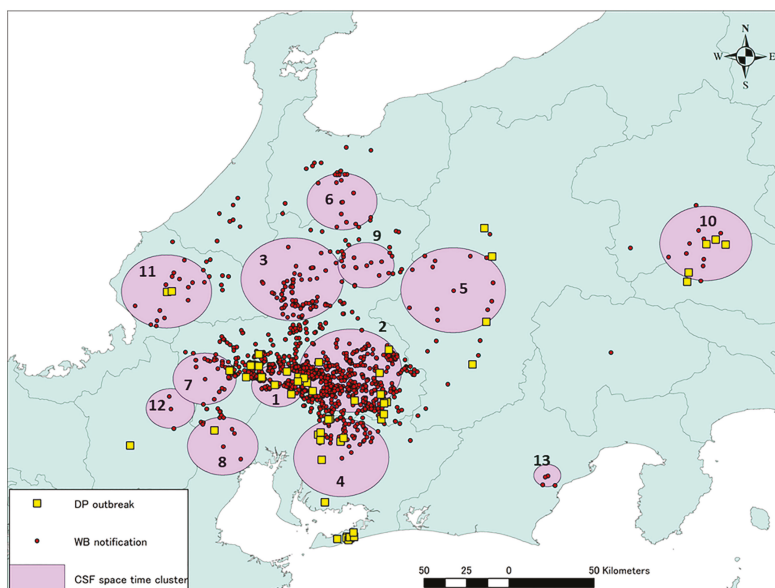 N
W E
S
6
10
9
3
11
5
2
7
1
12
8
4
13
DP outbreak
WB notification
CSF space time cluster
50 25 0 50 Kilometers